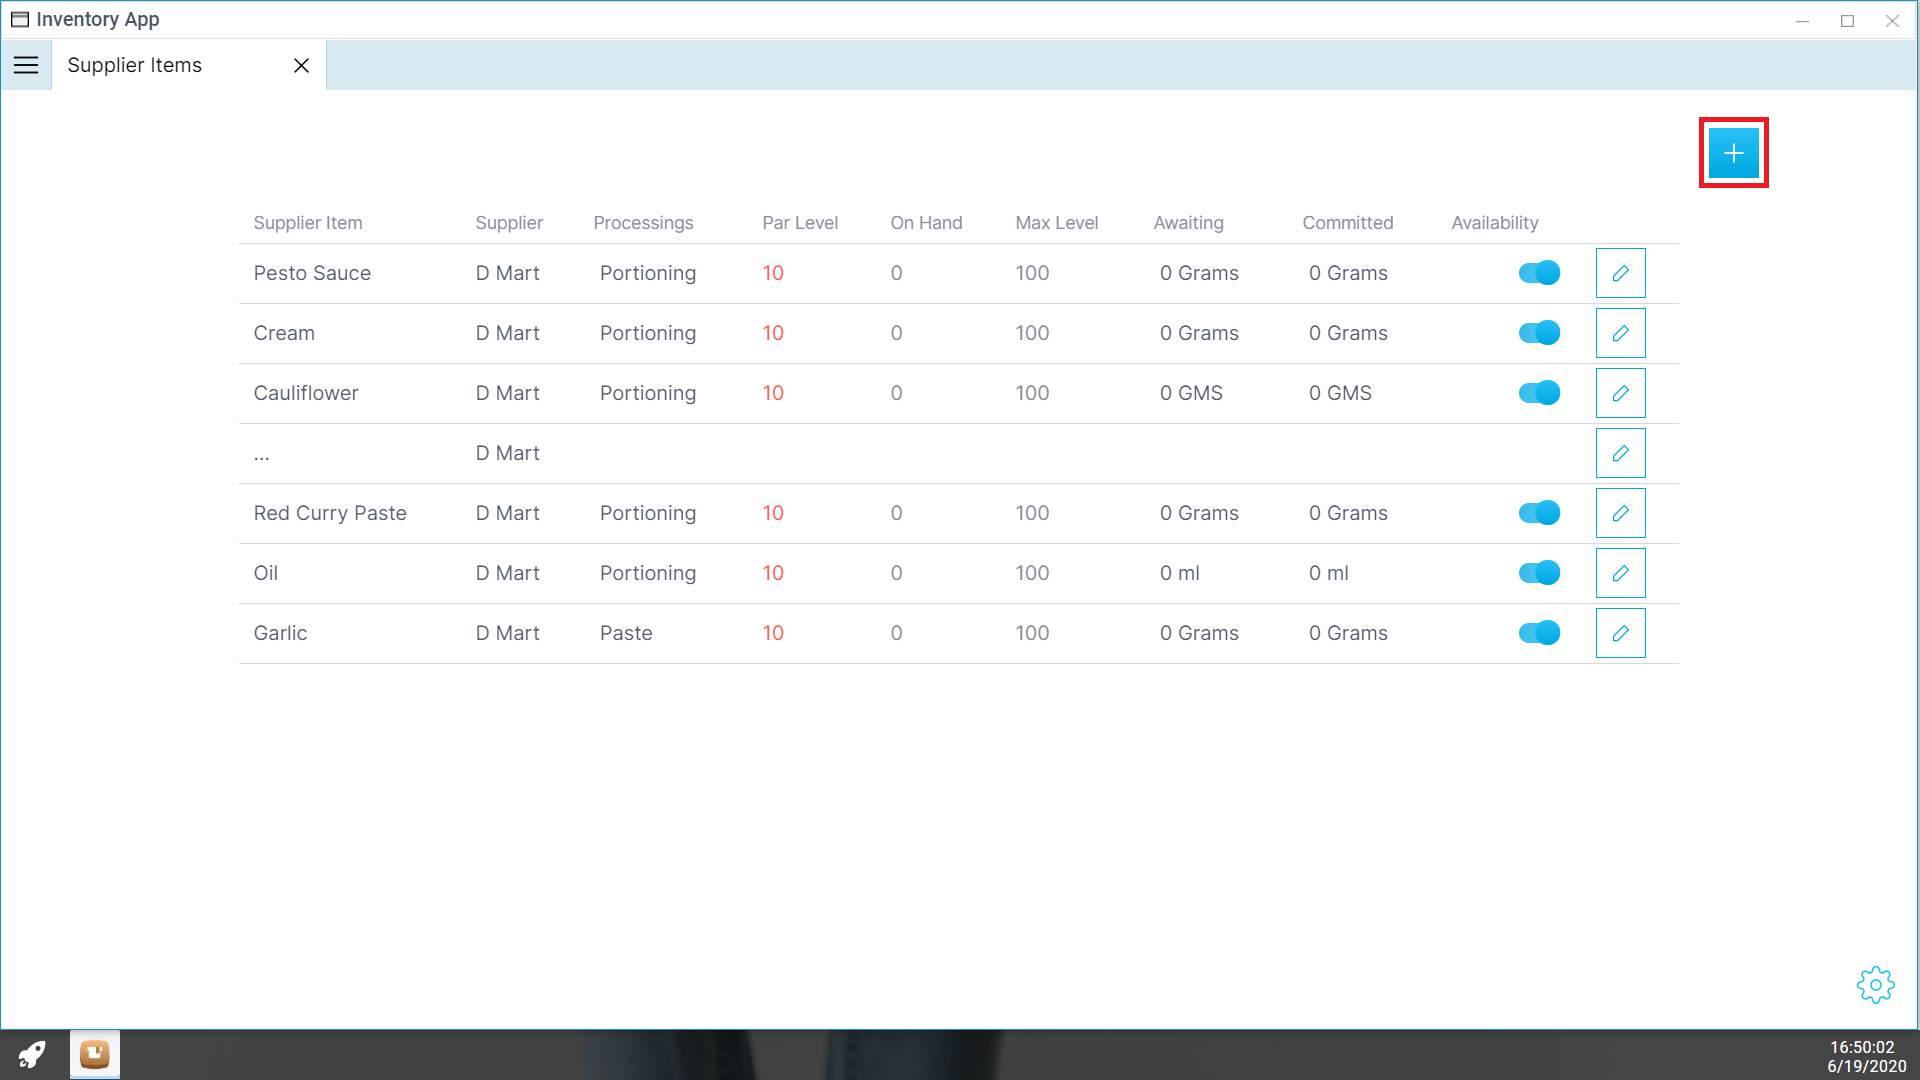 Inventory App
Supplier Items
Supplier Item Supplier Processings Par Level On Hand Max Level Awaiting Committed Availability
Pesto Sauce D Mart Portioning 10 0 100 0 Grams 0 Grams
Cream D Mart Portioning 10 0 100 0 Grams 0 Grams
Cauliflower D Mart Portioning 10 0 100 0 GMS 0 GMS
... D Mart
Red Curry Paste D Mart Portioning 10 0 100 0 Grams 0 Grams
Oil D Mart Portioning 10 0 100 0 ml 0 ml
Garlic D Mart Paste 10 0 100 0 Grams 0 Grams
16:50:02
6/19/2020